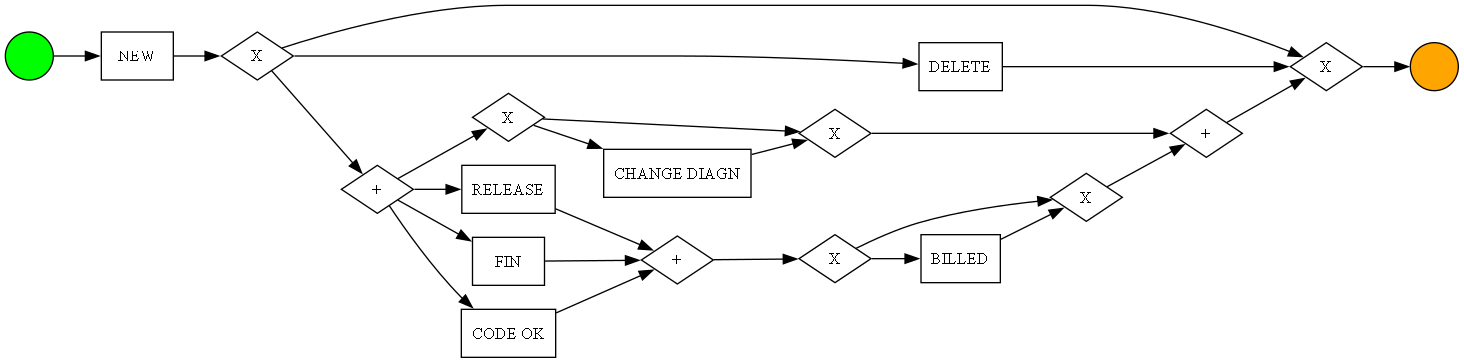 NEW
X
DELETE
X
X
X
CHANGE DIAGN
+
+
RELEASE
X
FIN
+
X
BILLED
CODE OK